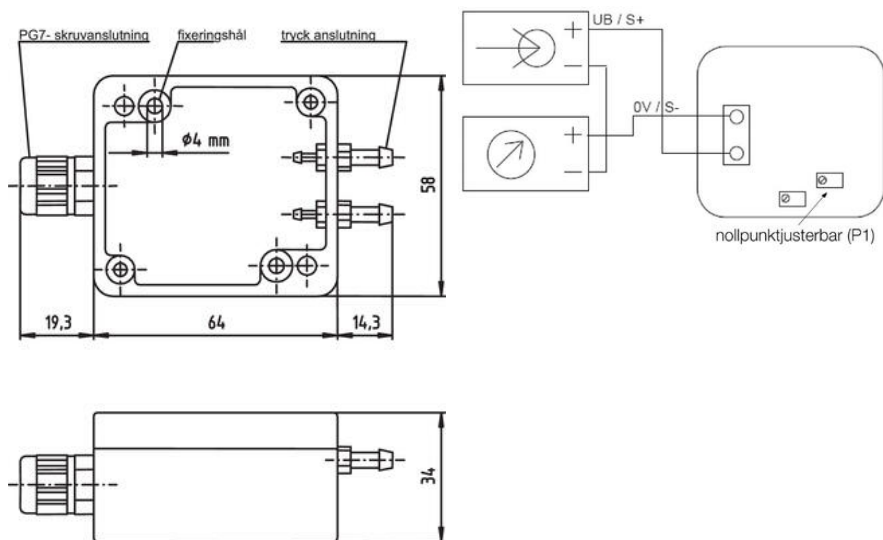 PG7- skruvanslutning
fixeringshål
tryck anslutning
ϕ4 mm
58
19,3
64
14,3
34
UB / S+
+
−
0V / S-
+
−
nollpunktjusterbar (P1)